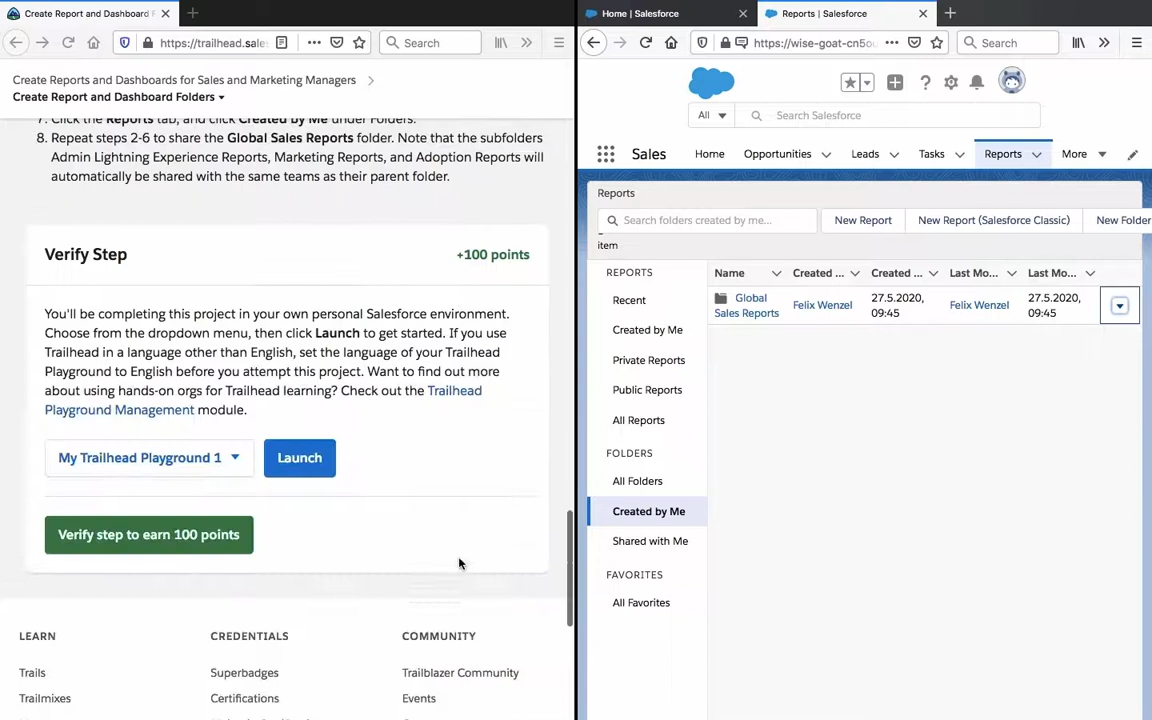 Create Report and Dashboard F
Home | Salesforce
Reports | Salesforce
https://trailhead.sale
Search
https://wise-goat-cn5ou
Search
Create Reports and Dashboards for Sales and Marketing Managers
Create Report and Dashboard Folders
7. Click the Reports tab, and click Created by Me under Folders.
8. Repeat steps 2-6 to share the Global Sales Reports folder. Note that the subfolders
Admin Lightning Experience Reports, Marketing Reports, and Adoption Reports will
automatically be shared with the same teams as their parent folder.
Verify Step
+100 points
You'll be completing this project in your own personal Salesforce environment.
Choose from the dropdown menu, then click Launch to get started. If you use
Trailhead in a language other than English, set the language of your Trailhead
Playground to English before you attempt this project. Want to find out more
about using hands-on orgs for Trailhead learning? Check out the Trailhead
Playground Management module.
My Trailhead Playground 1
Launch
Verify step to earn 100 points
LEARN
CREDENTIALS
COMMUNITY
Trails
Superbadges
Trailblazer Community
Trailmixes
Certifications
Events
All
Search Salesforce
Sales
Home
Opportunities
Leads
Tasks
Reports
More
Reports
Search folders created by me...
New Report
New Report (Salesforce Classic)
New Folder
item
REPORTS
Recent
Created by Me
Private Reports
Public Reports
All Reports
FOLDERS
All Folders
Created by Me
Shared with Me
FAVORITES
All Favorites
Name
Created ...
Created ...
Last Mo...
Last Mo...
Global
Sales Reports
Felix Wenzel
27.5.2020,
09:45
Felix Wenzel
27.5.2020,
09:45